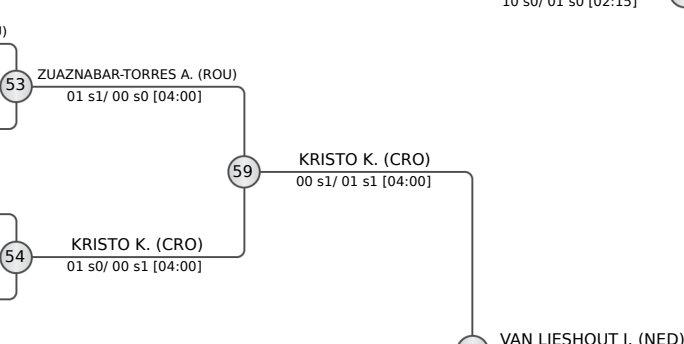 10 s0/ 01 s0 [02:15]
53
ZUAZNABAR-TORRES A. (ROU)
01 s1/ 00 s0 [04:00]
59
KRISTO K. (CRO)
00 s1/ 01 s1 [04:00]
54
KRISTO K. (CRO)
01 s0/ 00 s1 [04:00]
VAN LIESHOUT J. (NED)